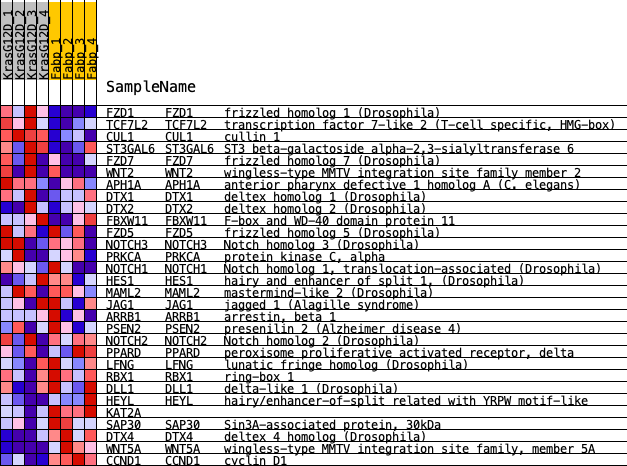 KrasG12D_1
KrasG12D_2
KrasG12D_3
KrasG12D_4
Fabp_1
Fabp_2
Fabp_3
Fabp_4
SampleName
FZD1 FZD1 frizzled homolog 1 (Drosophila)
TCF7L2 TCF7L2 transcription factor 7-like 2 (T-cell specific, HMG-box)
CUL1 CUL1 cullin 1
ST3GAL6 ST3GAL6 ST3 beta-galactoside alpha-2,3-sialyltransferase 6
FZD7 FZD7 frizzled homolog 7 (Drosophila)
WNT2 WNT2 wingless-type MMTV integration site family member 2
APH1A APH1A anterior pharynx defective 1 homolog A (C. elegans)
DTX1 DTX1 deltex homolog 1 (Drosophila)
DTX2 DTX2 deltex homolog 2 (Drosophila)
FBXW11 FBXW11 F-box and WD-40 domain protein 11
FZD5 FZD5 frizzled homolog 5 (Drosophila)
NOTCH3 NOTCH3 Notch homolog 3 (Drosophila)
PRKCA PRKCA protein kinase C, alpha
NOTCH1 NOTCH1 Notch homolog 1, translocation-associated (Drosophila)
HES1 HES1 hairy and enhancer of split 1, (Drosophila)
MAML2 MAML2 mastermind-like 2 (Drosophila)
JAG1 JAG1 jagged 1 (Alagille syndrome)
ARRB1 ARRB1 arrestin, beta 1
PSEN2 PSEN2 presenilin 2 (Alzheimer disease 4)
NOTCH2 NOTCH2 Notch homolog 2 (Drosophila)
PPARD PPARD peroxisome proliferative activated receptor, delta
LFNG LFNG lunatic fringe homolog (Drosophila)
RBX1 RBX1 ring-box 1
DLL1 DLL1 delta-like 1 (Drosophila)
HEYL HEYL hairy/enhancer-of-split related with YRPW motif-like
KAT2A
SAP30 SAP30 Sin3A-associated protein, 30kDa
DTX4 DTX4 deltex 4 homolog (Drosophila)
WNT5A WNT5A wingless-type MMTV integration site family, member 5A
CCND1 CCND1 cyclin D1